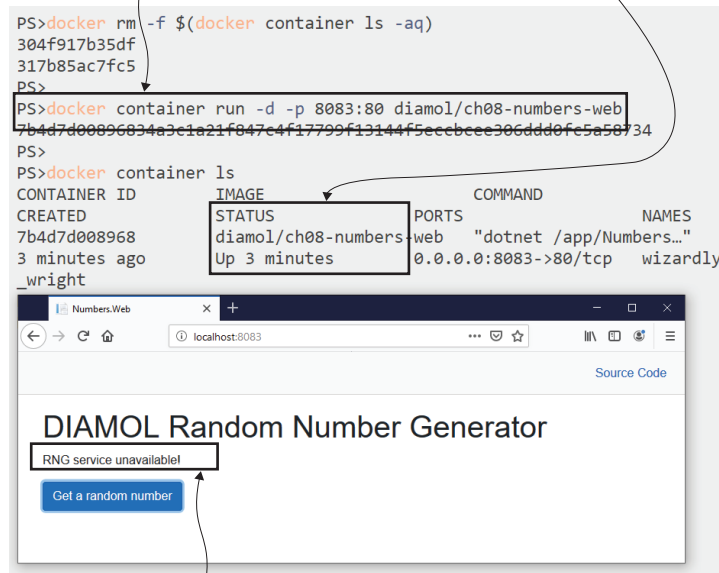 PS>docker rm -f $(docker container ls -aq)
304f917b35df
317b85ac7fc5
PS>
PS>docker container run -d -p 8083:80 diamol/ch08-numbers-web
7b4d7d00896834a3c1a21f847c4f17799f13144f5eccbcee306ddd0fc5a58734
PS>
PS>docker container ls
CONTAINER ID IMAGE COMMAND
CREATED STATUS PORTS NAMES
7b4d7d008968 diamol/ch08-numbers-web "dotnet /app/Numbers…"
3 minutes ago Up 3 minutes 0.0.0.0:8083->80/tcp wizardly
_wright
Numbers.Web
localhost:8083
Source Code
DIAMOL Random Number Generator
RNG service unavailable!
Get a random number